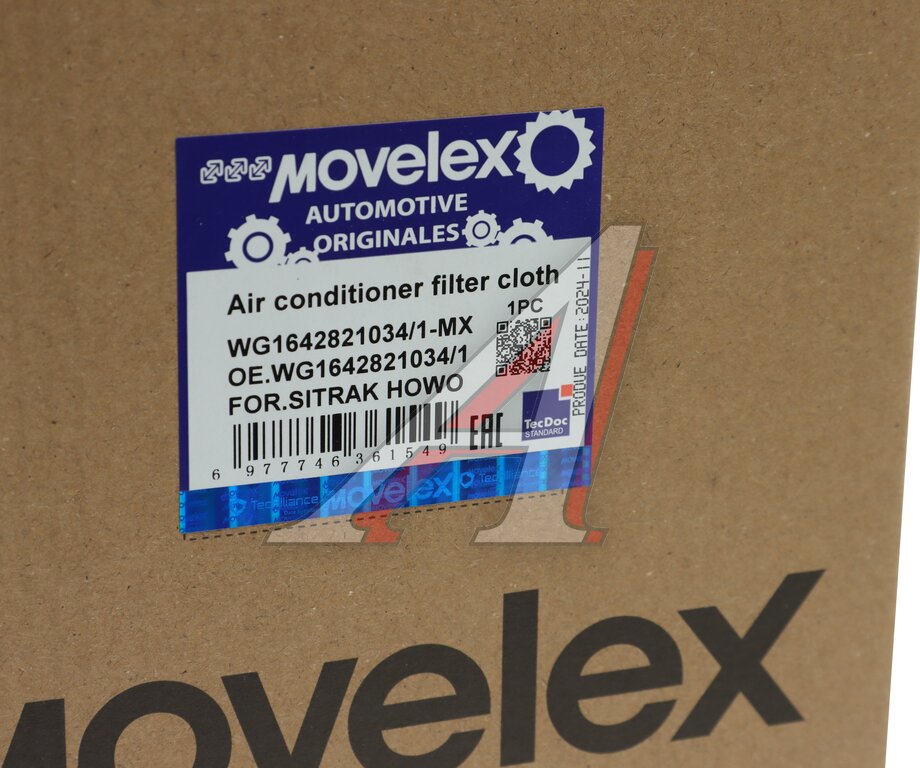 MOVelex
AUTOMOTIVE
ORIGINALES
Air conditioner filter cloth
1PC
WG1642821034/1-MX
OE.WG1642821034/1
FOR.SITRAK HOWO
PRODUE DATE:2024-11
6 977746 361549
EAC
TecDoc
STANDARD
TecAlliance
MOVelex
MOVelex